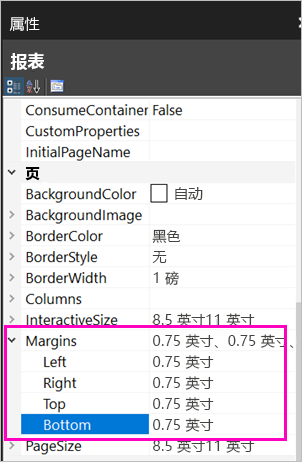 属性
报表
ConsumeContainer False
CustomProperties
InitialPageName
页
BackgroundColor 自动
BackgroundImage
BorderColor 黑色
BorderStyle 无
BorderWidth 1 磅
Columns
InteractiveSize 8.5 英寸11 英寸
Margins 0.75 英寸、0.75 英寸、
Left 0.75 英寸
Right 0.75 英寸
Top 0.75 英寸
Bottom 0.75 英寸
PageSize 8.5 英寸11 英寸